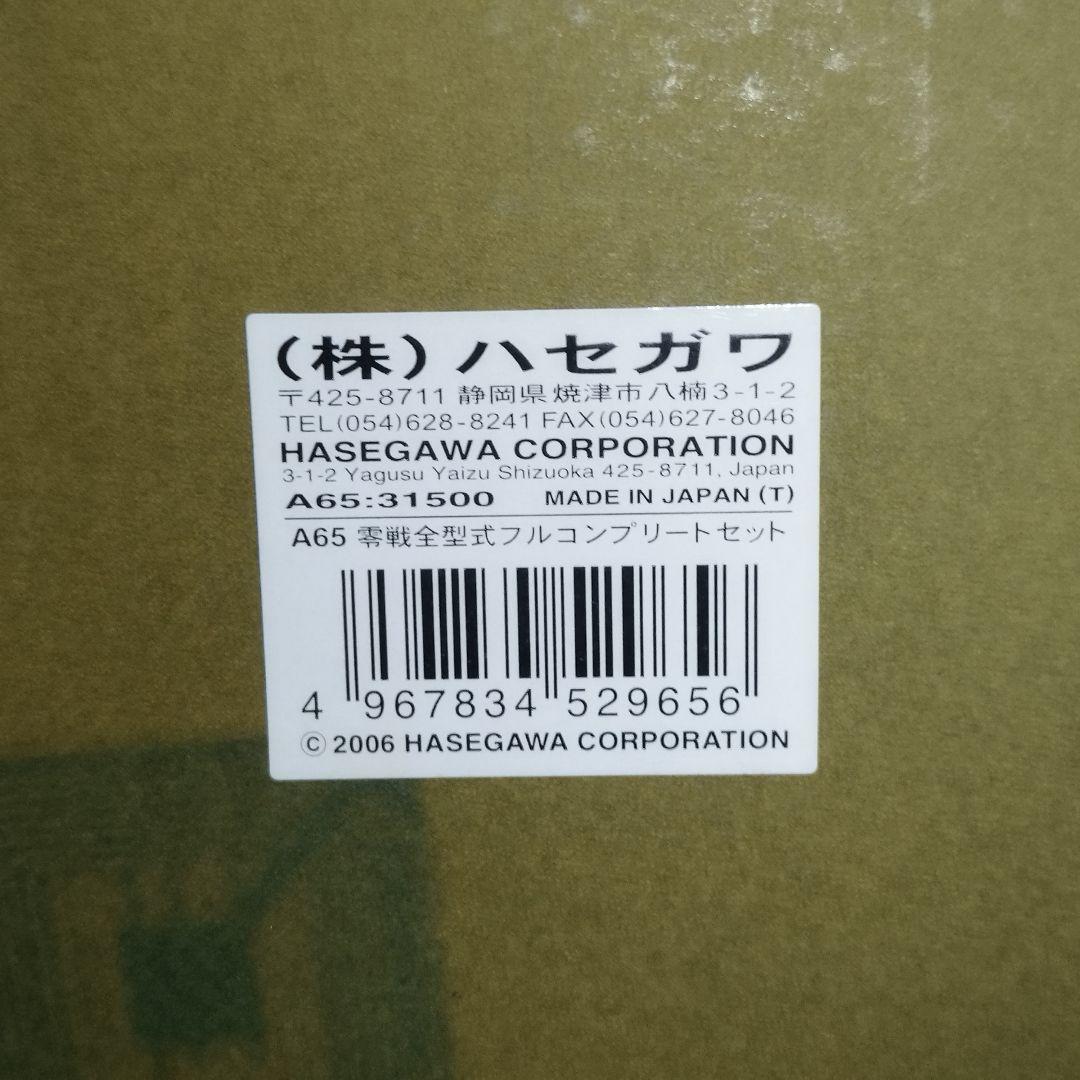 (株)ハセガワ
〒425-8711 静岡県焼津市八楠3-1-2
TEL(054)628-8241 FAX(054)627-8046
HASEGAWA CORPORATION
3-1-2 Yagusu Yaizu Shizuoka 425-8711, Japan
A65:31500 MADE IN JAPAN (T)
A65 零戦全型式フルコンプリートセット
4 967834 529656
© 2006 HASEGAWA CORPORATION